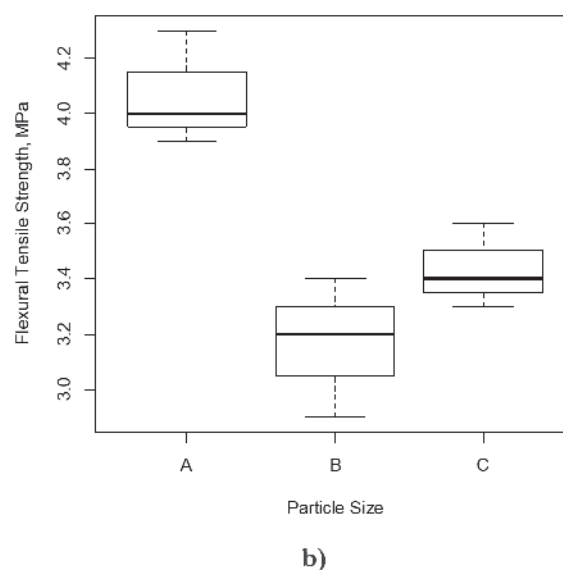 Flexural Tensile Strength, MPa
4.2
4.0
3.8
3.6
3.4
3.2
3.0
A B C
Particle Size
b)